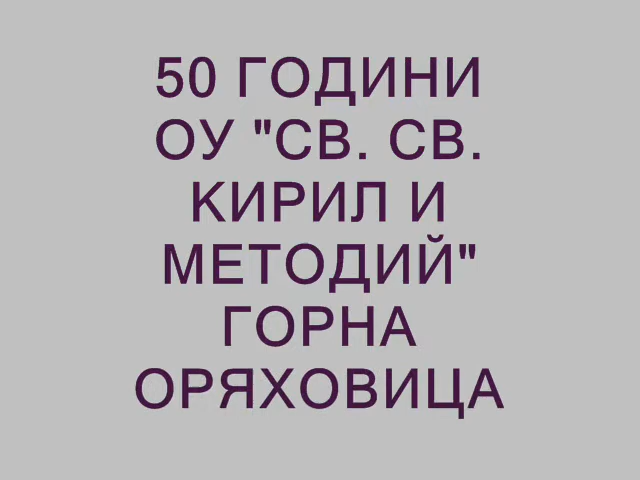 50 ГОДИНИ
ОУ "СВ. СВ.
КИРИЛ И
МЕТОДИЙ"
ГОРНА
ОРЯХОВИЦА